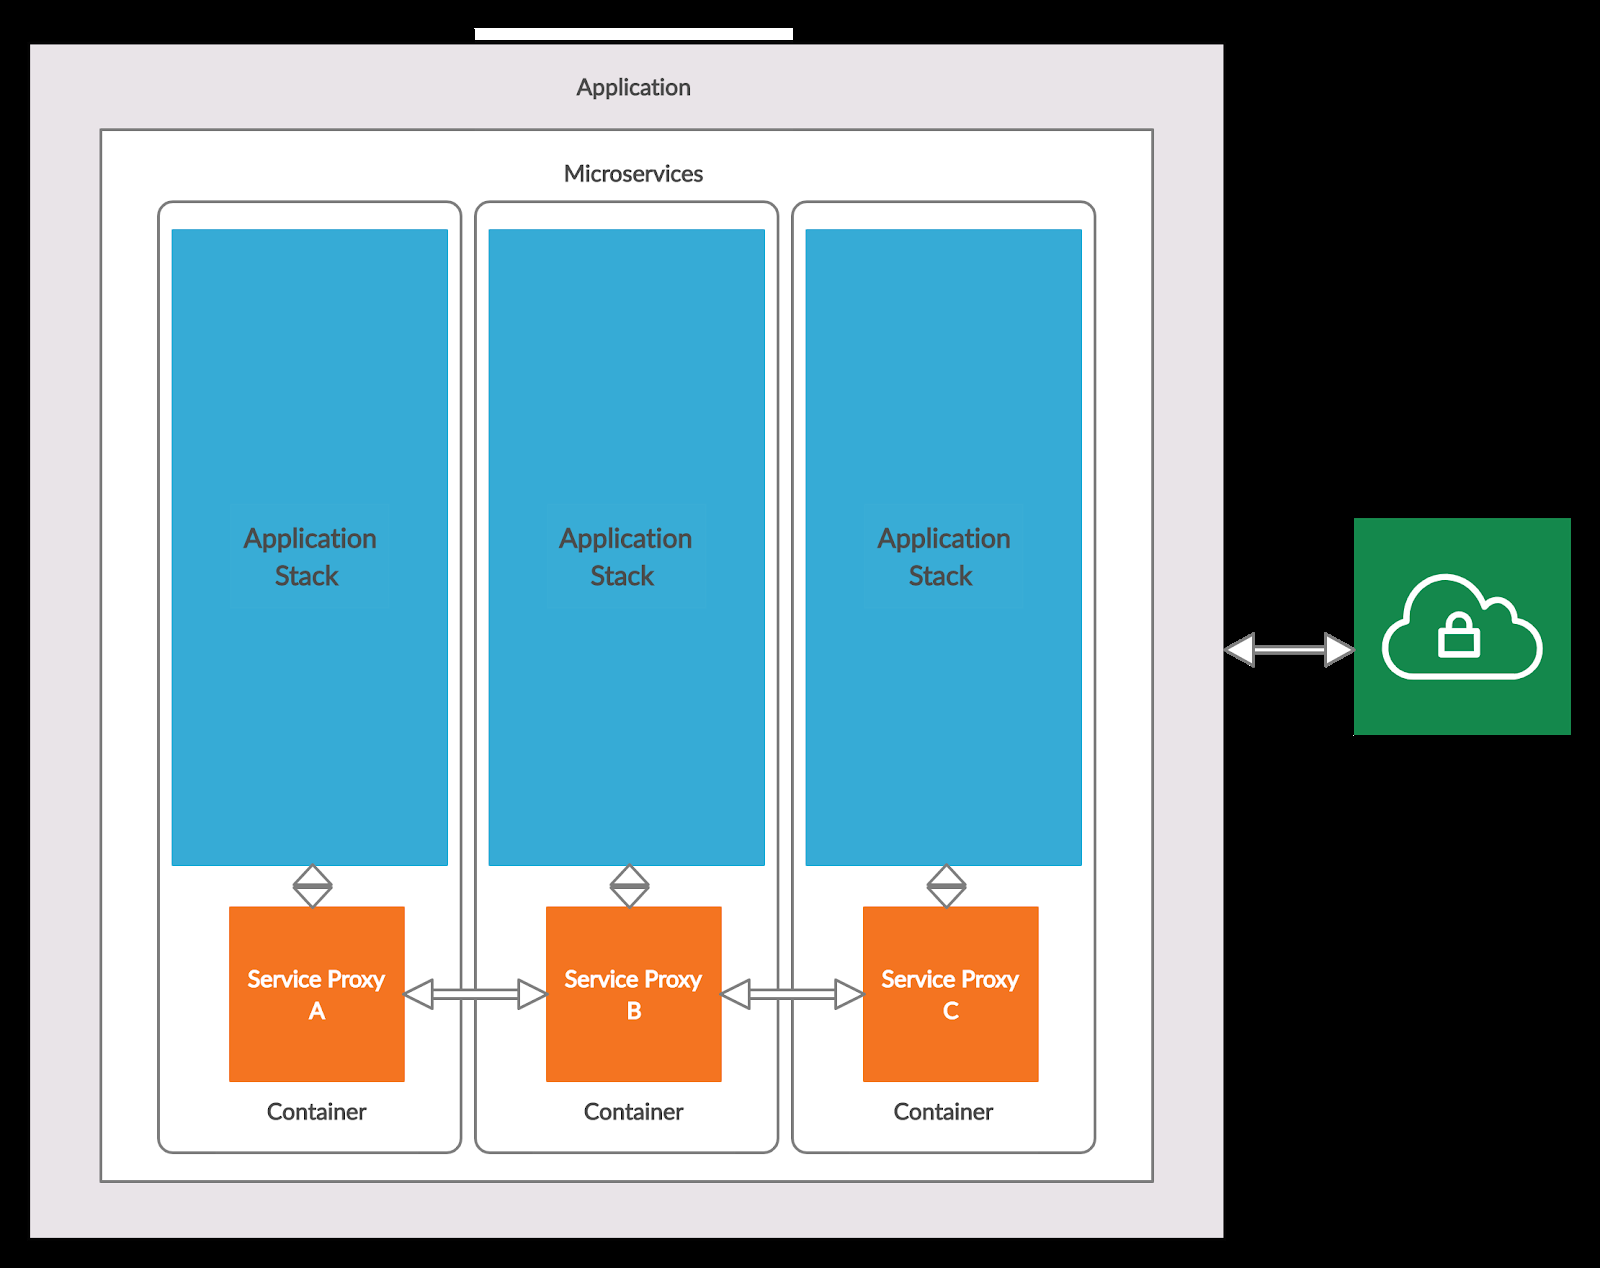 Application
Microservices
Application
Stack
Application
Stack
Application
Stack
Service Proxy
A
Service Proxy
B
Service Proxy
C
Container
Container
Container